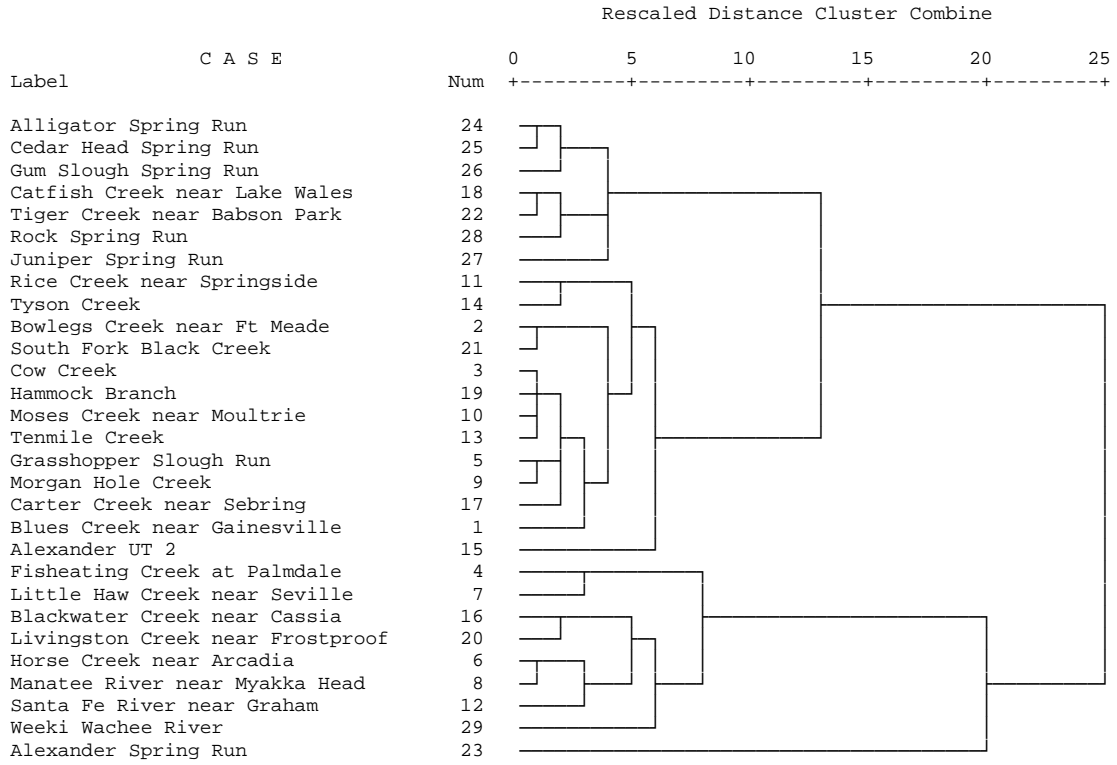 Rescaled Distance Cluster Combine
C A S E 0 5 10 15 20 25
Label Num +---------+---------+---------+---------+---------+
Alligator Spring Run 24
Cedar Head Spring Run 25
Gum Slough Spring Run 26
Catfish Creek near Lake Wales 18
Tiger Creek near Babson Park 22
Rock Spring Run 28
Juniper Spring Run 27
Rice Creek near Springside 11
Tyson Creek 14
Bowlegs Creek near Ft Meade 2
South Fork Black Creek 21
Cow Creek 3
Hammock Branch 19
Moses Creek near Moultrie 10
Tenmile Creek 13
Grasshopper Slough Run 5
Morgan Hole Creek 9
Carter Creek near Sebring 17
Blues Creek near Gainesville 1
Alexander UT 2 15
Fisheating Creek at Palmdale 4
Little Haw Creek near Seville 7
Blackwater Creek near Cassia 16
Livingston Creek near Frostproof 20
Horse Creek near Arcadia 6
Manatee River near Myakka Head 8
Santa Fe River near Graham 12
Weeki Wachee River 29
Alexander Spring Run 23